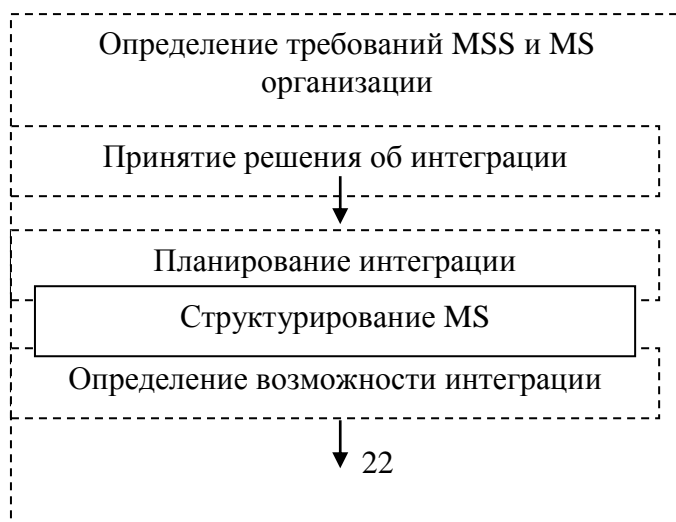 Определение требований MSS и MS
организации
Принятие решения об интеграции
Планирование интеграции
Структурирование MS
Определение возможности интеграции
22